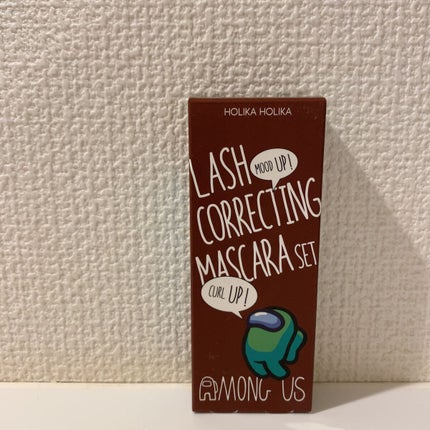 HOLIKA HOLIKA
LASH
MOOD UP!
CORRECTING
MASCARA SET
CURL UP!
AMONG US